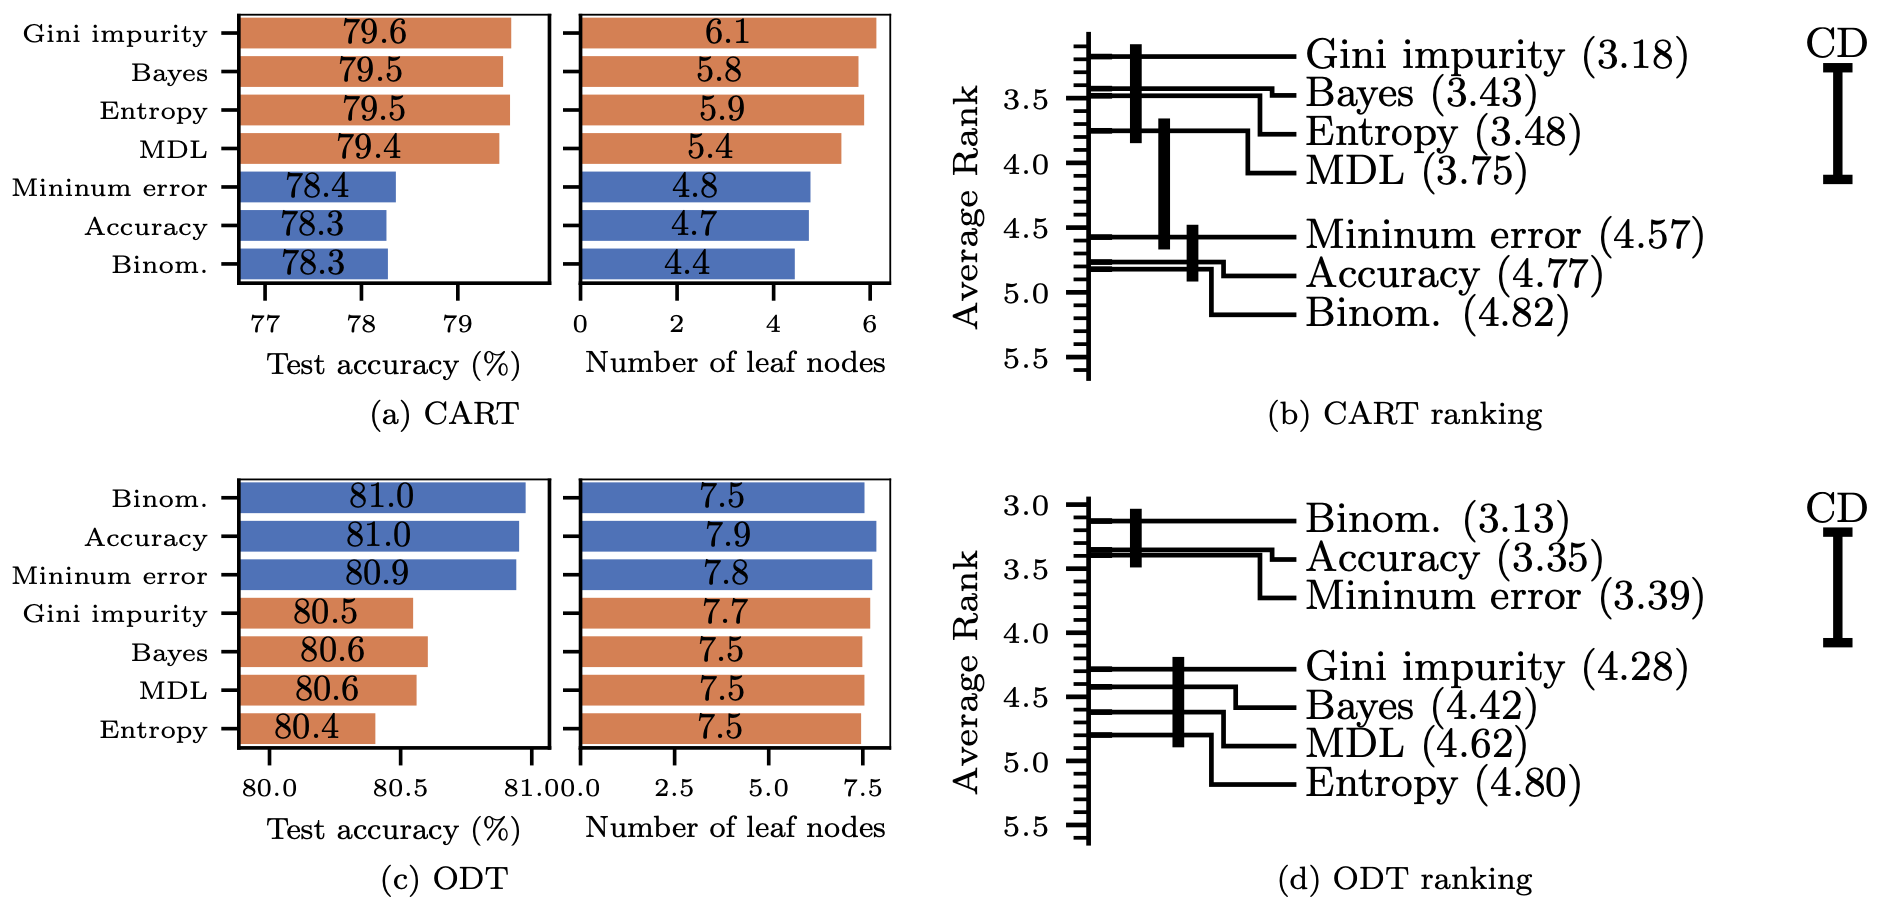 Gini impurity 79.6 6.1
Bayes 79.5 5.8
Entropy 79.5 5.9
MDL 79.4 5.4
Mininum error 78.4 4.8
Accuracy 78.3 4.7
Binom. 78.3 4.4
77 78 79 0 2 4 6
Test accuracy (%) Number of leaf nodes
(a) CART
Average Rank
3.5
4.0
4.5
5.0
5.5
Gini impurity (3.18)
Bayes (3.43)
Entropy (3.48)
MDL (3.75)
Mininum error (4.57)
Accuracy (4.77)
Binom. (4.82)
CD
(b) CART ranking
Binom. 81.0 7.5
Accuracy 81.0 7.9
Mininum error 80.9 7.8
Gini impurity 80.5 7.7
Bayes 80.6 7.5
MDL 80.6 7.5
Entropy 80.4 7.5
80.0 80.5 81.0 0.0 2.5 5.0 7.5
Test accuracy (%) Number of leaf nodes
(c) ODT
Average Rank
3.0
3.5
4.0
4.5
5.0
5.5
Binom. (3.13)
Accuracy (3.35)
Mininum error (3.39)
Gini impurity (4.28)
Bayes (4.42)
MDL (4.62)
Entropy (4.80)
CD
(d) ODT ranking